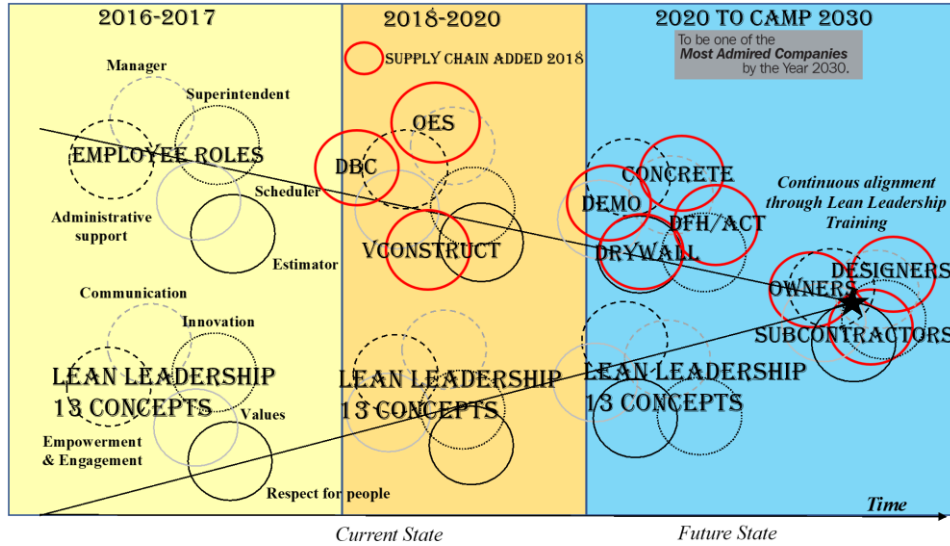 2016-2017
2018-2020
2020 TO CAMP 2030
To be one of the
Most Admired Companies
by the Year 2030.
SUPPLY CHAIN ADDED 2018
Manager
Superintendent
EMPLOYEE ROLES
Scheduler
Administrative
support
Estimator
OES
DBC
VCONSTRUCT
CONCRETE
DEMO
DFH/ACT
DRYWALL
Continuous alignment
through Lean Leadership
Training
DESIGNERS
OWNERS
SUBCONTRACTORS
Communication
Innovation
LEAN LEADERSHIP
13 CONCEPTS
Values
Empowerment
& Engagement
Respect for people
LEAN LEADERSHIP
13 CONCEPTS
LEAN LEADERSHIP
13 CONCEPTS
Time
Current State
Future State